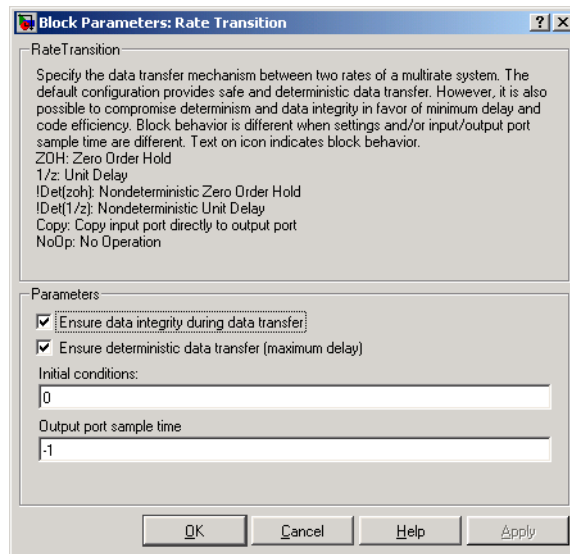 Block Parameters: Rate Transition
RateTransition
Specify the data transfer mechanism between two rates of a multirate system. The
default configuration provides safe and deterministic data transfer. However, it is also
possible to compromise determinism and data integrity in favor of minimum delay and
code efficiency. Block behavior is different when settings and/or input/output port
sample time are different. Text on icon indicates block behavior.
ZOH: Zero Order Hold
1/z: Unit Delay
!Det(zoh): Nondeterministic Zero Order Hold
!Det(1/z): Nondeterministic Unit Delay
Copy: Copy input port directly to output port
NoOp: No Operation
Parameters
Ensure data integrity during data transfer
Ensure deterministic data transfer (maximum delay)
Initial conditions:
0
Output port sample time
-1
OK Cancel Help Apply